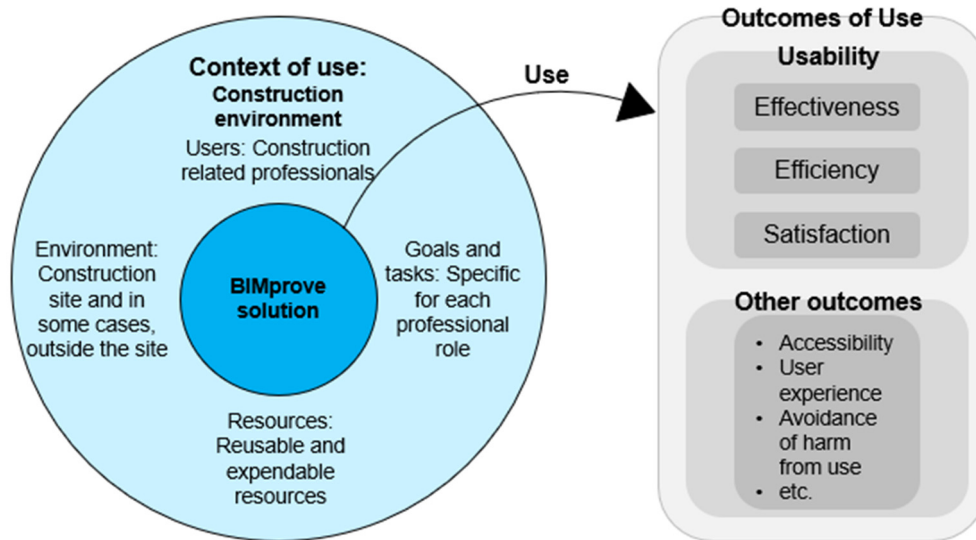 Context of use:
Construction
environment
Users: Construction
related professionals
Environment:
Construction
site and in
some cases,
outside the site
BIMprove
solution
Goals and
tasks: Specific
for each
professional
role
Resources:
Reusable and
expendable
resources
Use
Outcomes of Use
Usability
Effectiveness
Efficiency
Satisfaction
Other outcomes
• Accessibility
• User
experience
• Avoidance
of harm
from use
• etc.